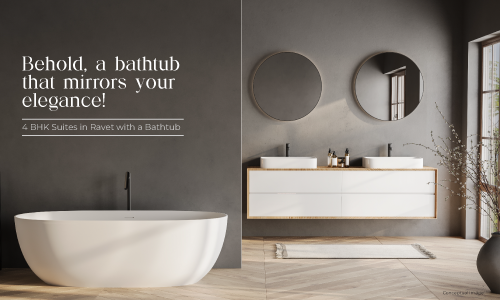 Behold, a bathtub
that mirrors your
elegance!
4 BHK Suites in Ravet with a Bathtub